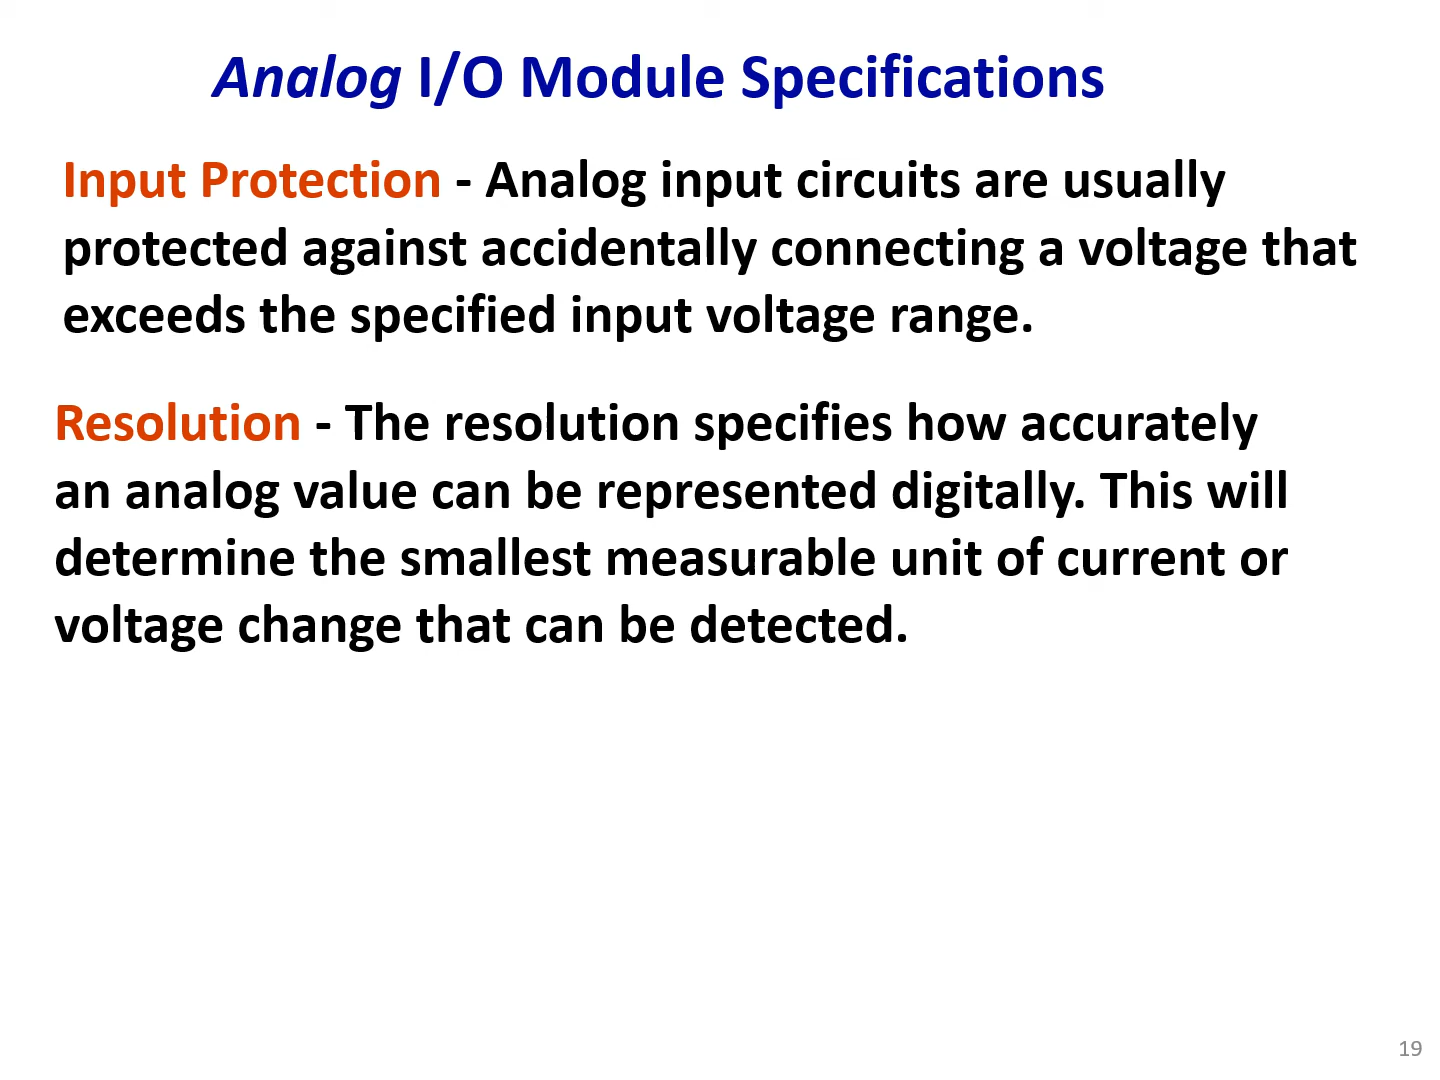 Analog I/O Module Specifications
Input Protection - Analog input circuits are usually
protected against accidentally connecting a voltage that
exceeds the specified input voltage range.
Resolution - The resolution specifies how accurately
an analog value can be represented digitally. This will
determine the smallest measurable unit of current or
voltage change that can be detected.
19